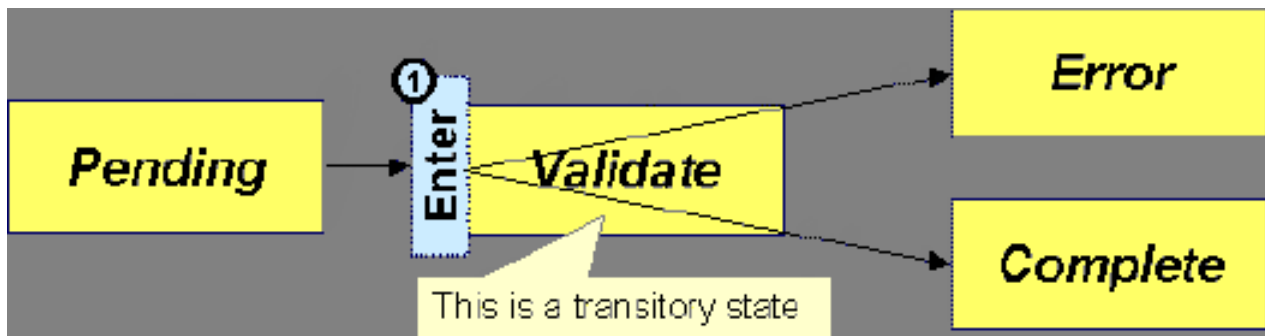 Pending
1
Enter
Validate
This is a transitory state
Error
Complete